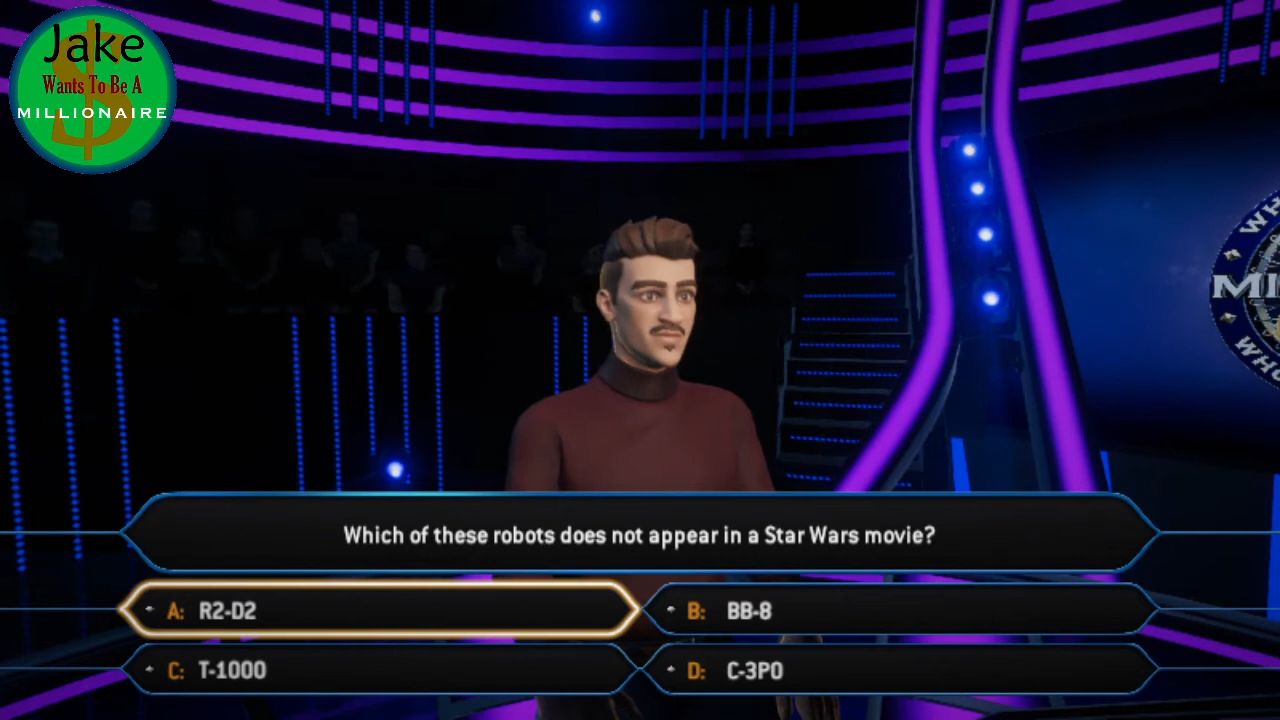 Jake
Wants To Be A
MILLIONAIRE
Which of these robots does not appear in a Star Wars movie?
A: R2-D2
B: BB-8
C: T-1000
D: C-3PO